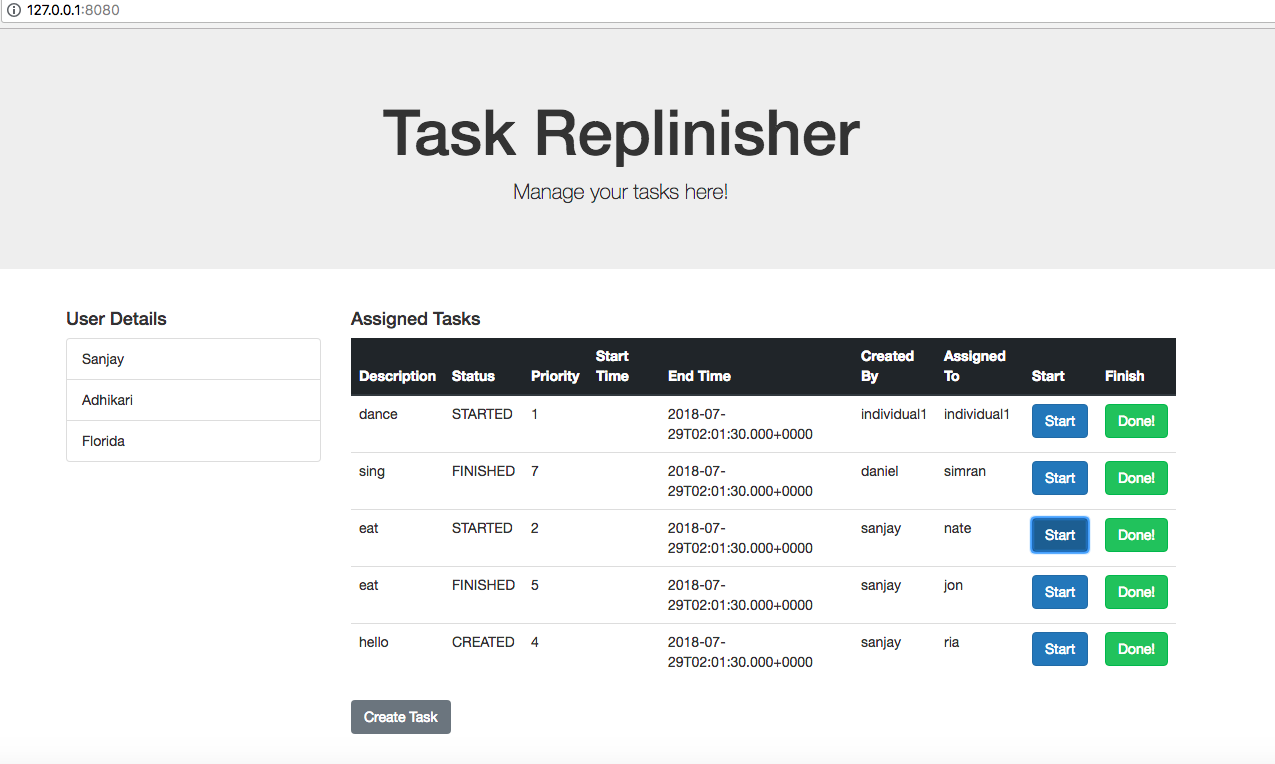 127.0.0.1:8080
Task Replinisher
Manage your tasks here!
User Details
Sanjay
Adhikari
Florida
Assigned Tasks
Description Status Priority Start Time End Time Created By Assigned To Start Finish
dance STARTED 1 2018-07-29T02:01:30.000+0000 individual1 individual1 Start Done!
sing FINISHED 7 2018-07-29T02:01:30.000+0000 daniel simran Start Done!
eat STARTED 2 2018-07-29T02:01:30.000+0000 sanjay nate Start Done!
eat FINISHED 5 2018-07-29T02:01:30.000+0000 sanjay jon Start Done!
hello CREATED 4 2018-07-29T02:01:30.000+0000 sanjay ria Start Done!
Create Task